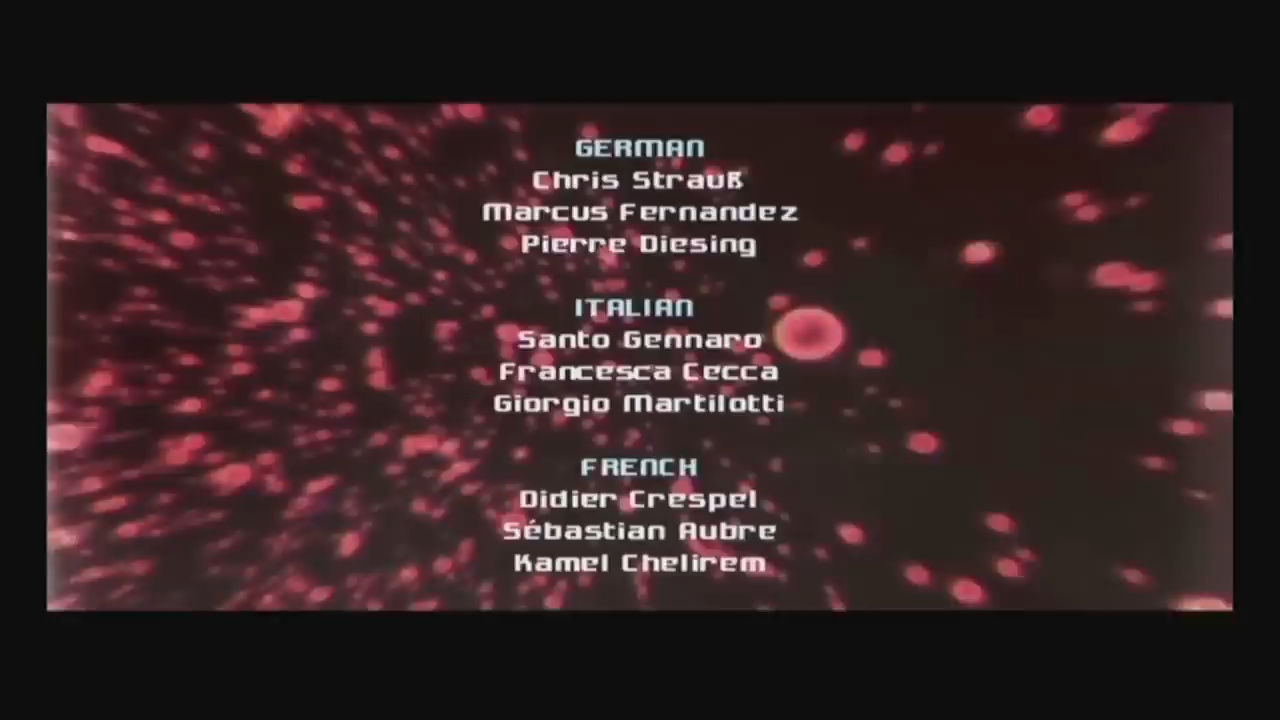 GERMAN
Chris Strauß
Marcus Fernandez
Pierre Diesing
ITALIAN
Santo Gennaro
Francesca Cecca
Giorgio Martilotti
FRENCH
Didier Crespel
Sébastian Aubre
Kamel Chelirem